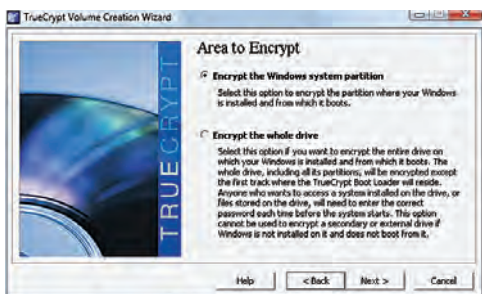 TrueCrypt Volume Creation Wizard
TRUECRYPT
Area to Encrypt
Encrypt the Windows system partition
Select this option to encrypt the partition where your Windows
is installed and from which it boots.
Encrypt the whole drive
Select this option if you want to encrypt the entire drive on
which your Windows is installed and from which it boots. The
whole drive, including all its partitions, will be encrypted except
the first track where the TrueCrypt Boot Loader will reside.
Anyone who wants to access a system installed on the drive, or
files stored on the drive, will need to enter the correct
password each time before the system starts. This option
cannot be used to encrypt a secondary or external drive if
Windows is not installed on it and does not boot from it.
Help
< Back
Next >
Cancel